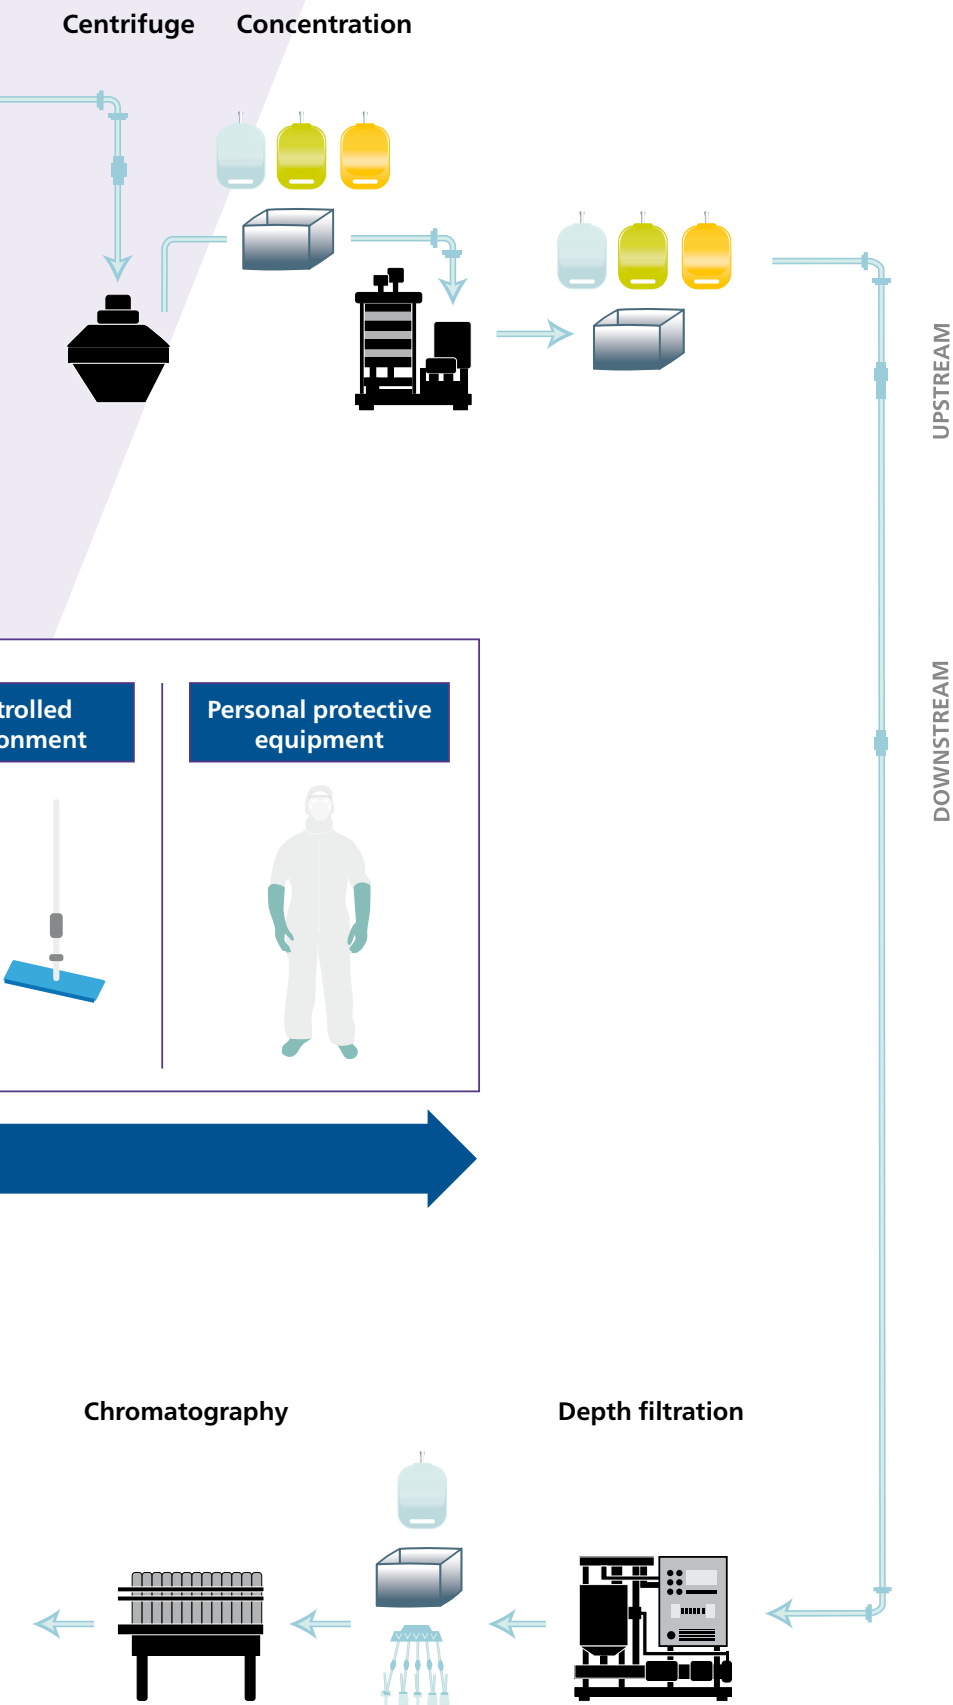 Centrifuge
Concentration
UPSTREAM
DOWNSTREAM
trolled
onment
Personal protective
equipment
Chromatography
Depth filtration